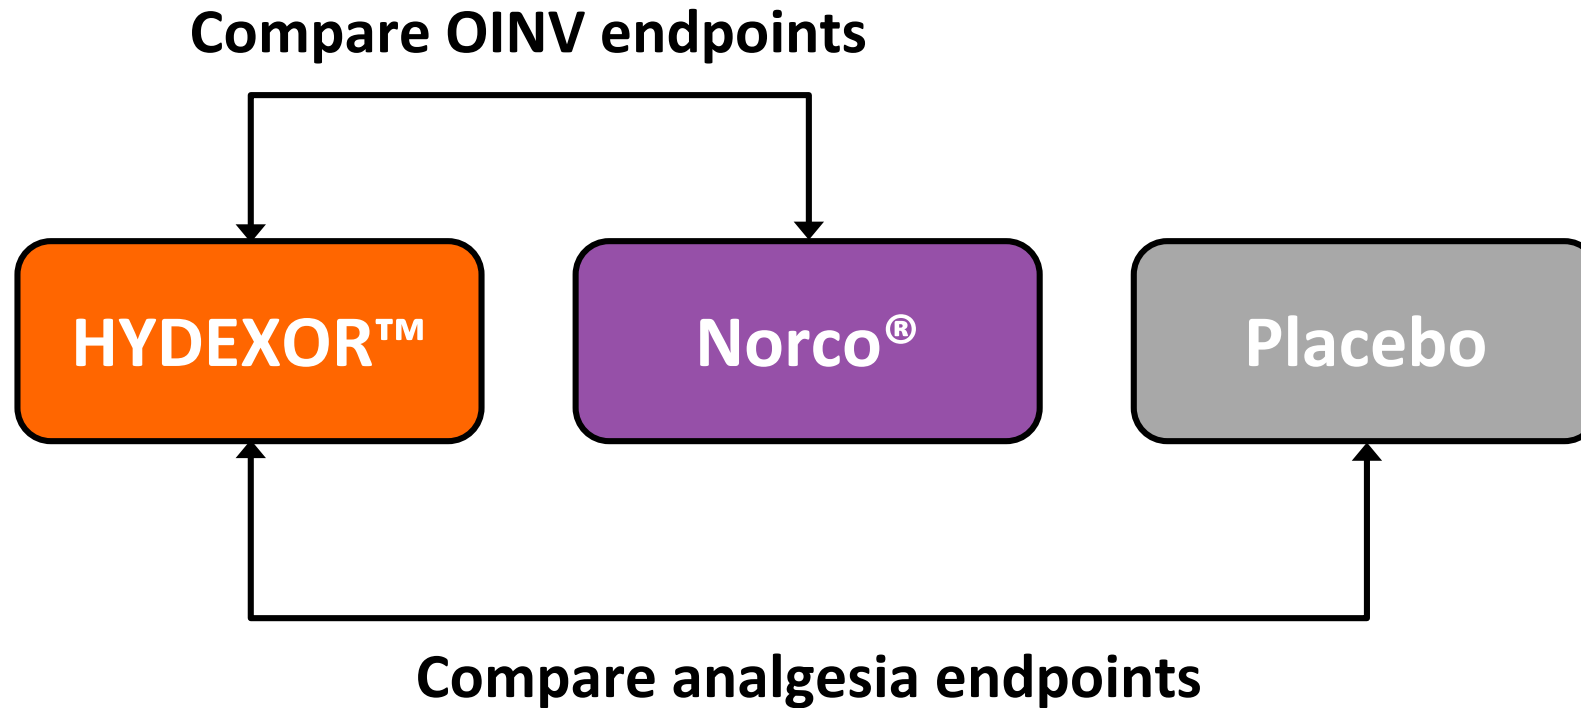 Compare OINV endpoints
HYDEXOR™
Norco®
Placebo
Compare analgesia endpoints